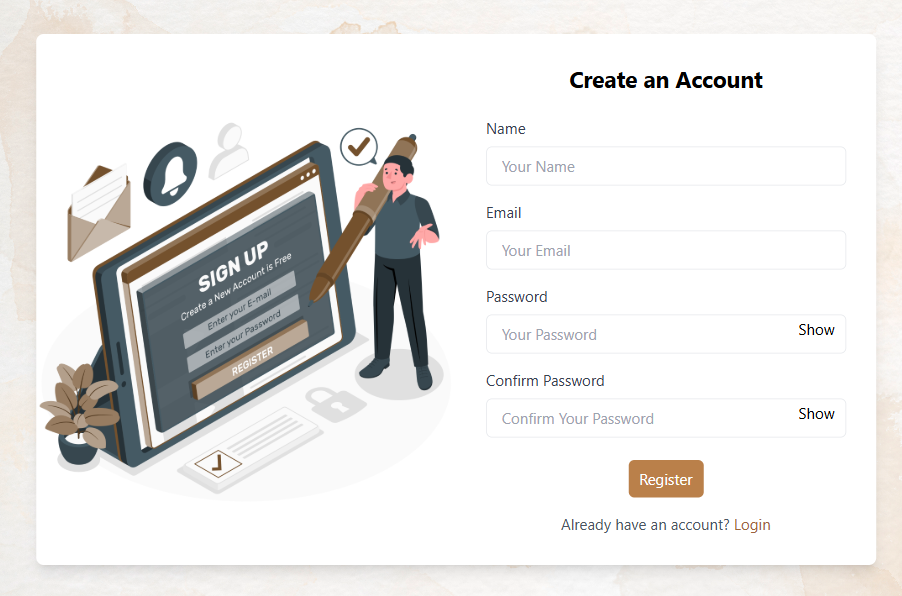 SIGN UP
Create a New Account is Free
Enter your E-mail
Enter your Password
REGISTER
Create an Account
Name
Your Name
Email
Your Email
Password
Your Password Show
Confirm Password
Confirm Your Password Show
Register
Already have an account? Login